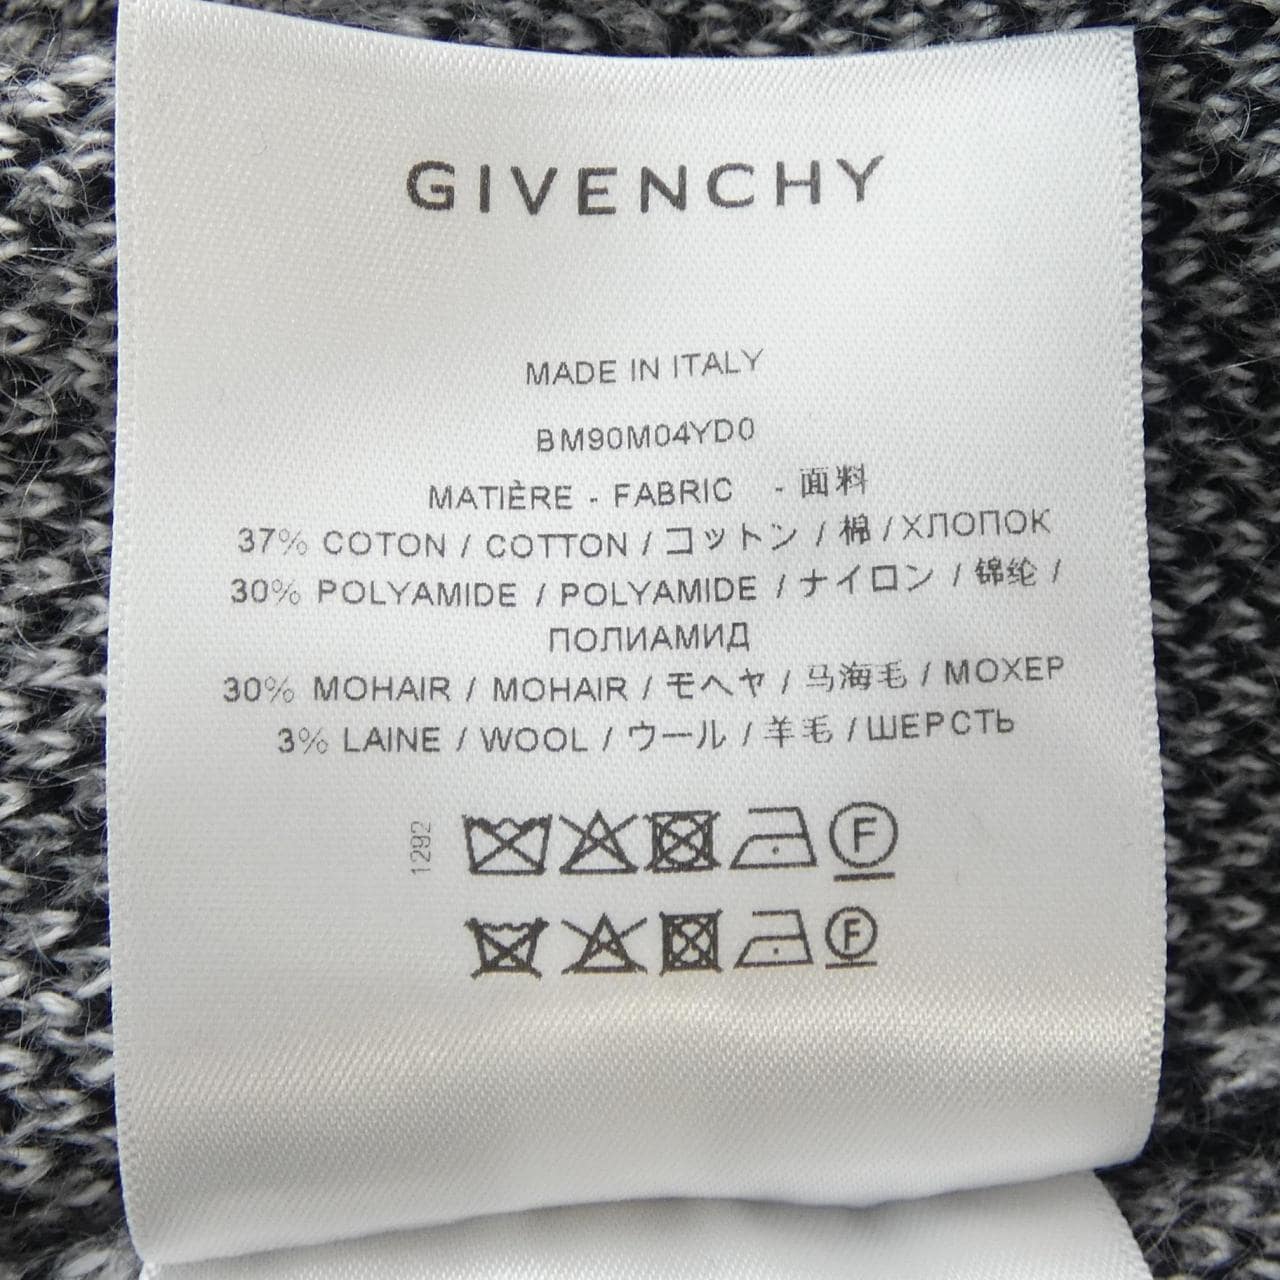 GIVENCHY
MADE IN ITALY
BM90M04YD0
MATIÈRE - FABRIC - 面料
37% COTON / COTTON / コットン / 棉 / ХЛОПОК
30% POLYAMIDE / POLYAMIDE / ナイロン / 锦纶 /
ПОЛИАМИД
30% MOHAIR / MOHAIR / モヘヤ / 马海毛 / МОХЕР
3% LAINE / WOOL / ウール / 羊毛 / ШЕРСТЬ
1292
F
F